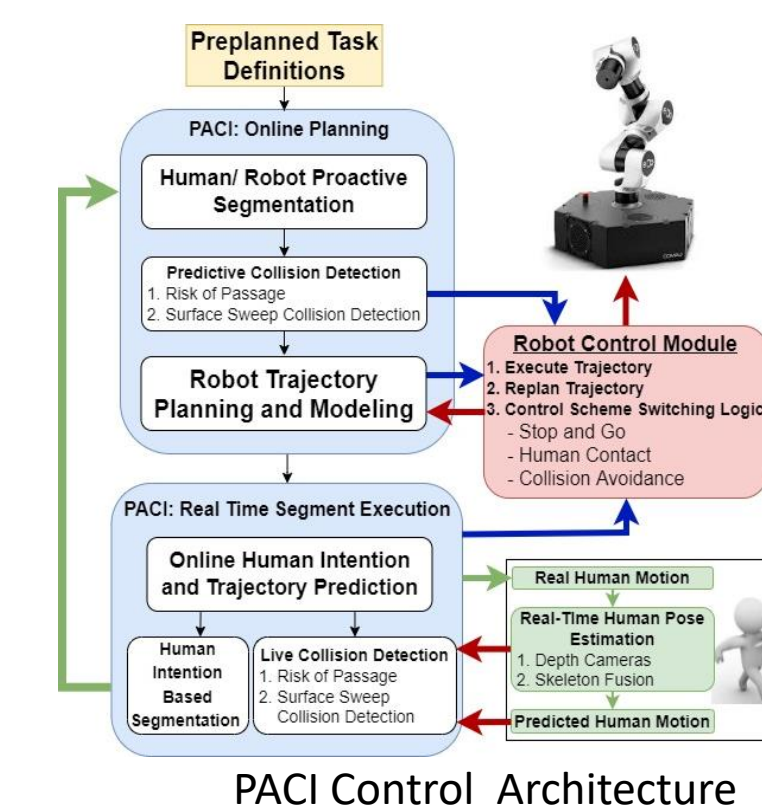 Preplanned Task
Definitions
PACI: Online Planning
Human/ Robot Proactive
Segmentation
Predictive Collision Detection
1. Risk of Passage
2. Surface Sweep Collision Detection
Robot Trajectory
Planning and Modeling
COMAU
Robot Control Module
1. Execute Trajectory
2. Replan Trajectory
3. Control Scheme Switching Logic
- Stop and Go
- Human Contact
- Collision Avoidance
PACI: Real Time Segment Execution
Online Human Intention
and Trajectory Prediction
Human
Intention
Based
Segmentation
Live Collision Detection
1. Risk of Passage
2. Surface Sweep
Collision Detection
Real Human Motion
Real-TIme Human Pose
Estimation
1. Depth Cameras
2. Skeleton Fusion
Predicted Human Motion
PACI Control Architecture